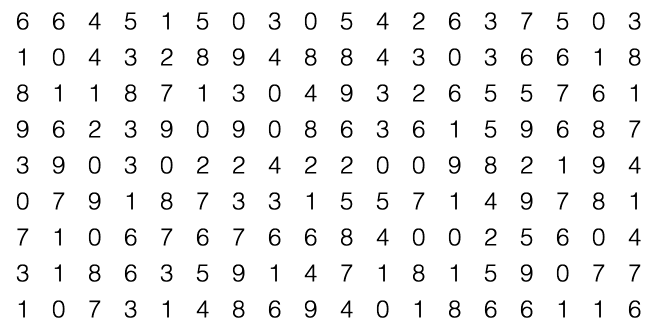 6 6 4 5 1 5 0 3 0 5 4 2 6 3 7 5 0 3
1 0 4 3 2 8 9 4 8 8 4 3 0 3 6 6 1 8
8 1 1 8 7 1 3 0 4 9 3 2 6 5 5 7 6 1
9 6 2 3 9 0 9 0 8 6 3 6 1 5 9 6 8 7
3 9 0 3 0 2 2 4 2 2 0 0 9 8 2 1 9 4
0 7 9 1 8 7 3 3 1 5 5 7 1 4 9 7 8 1
7 1 0 6 7 6 7 6 6 8 4 0 0 2 5 6 0 4
3 1 8 6 3 5 9 1 4 7 1 8 1 5 9 0 7 7
1 0 7 3 1 4 8 6 9 4 0 1 8 6 6 1 1 6